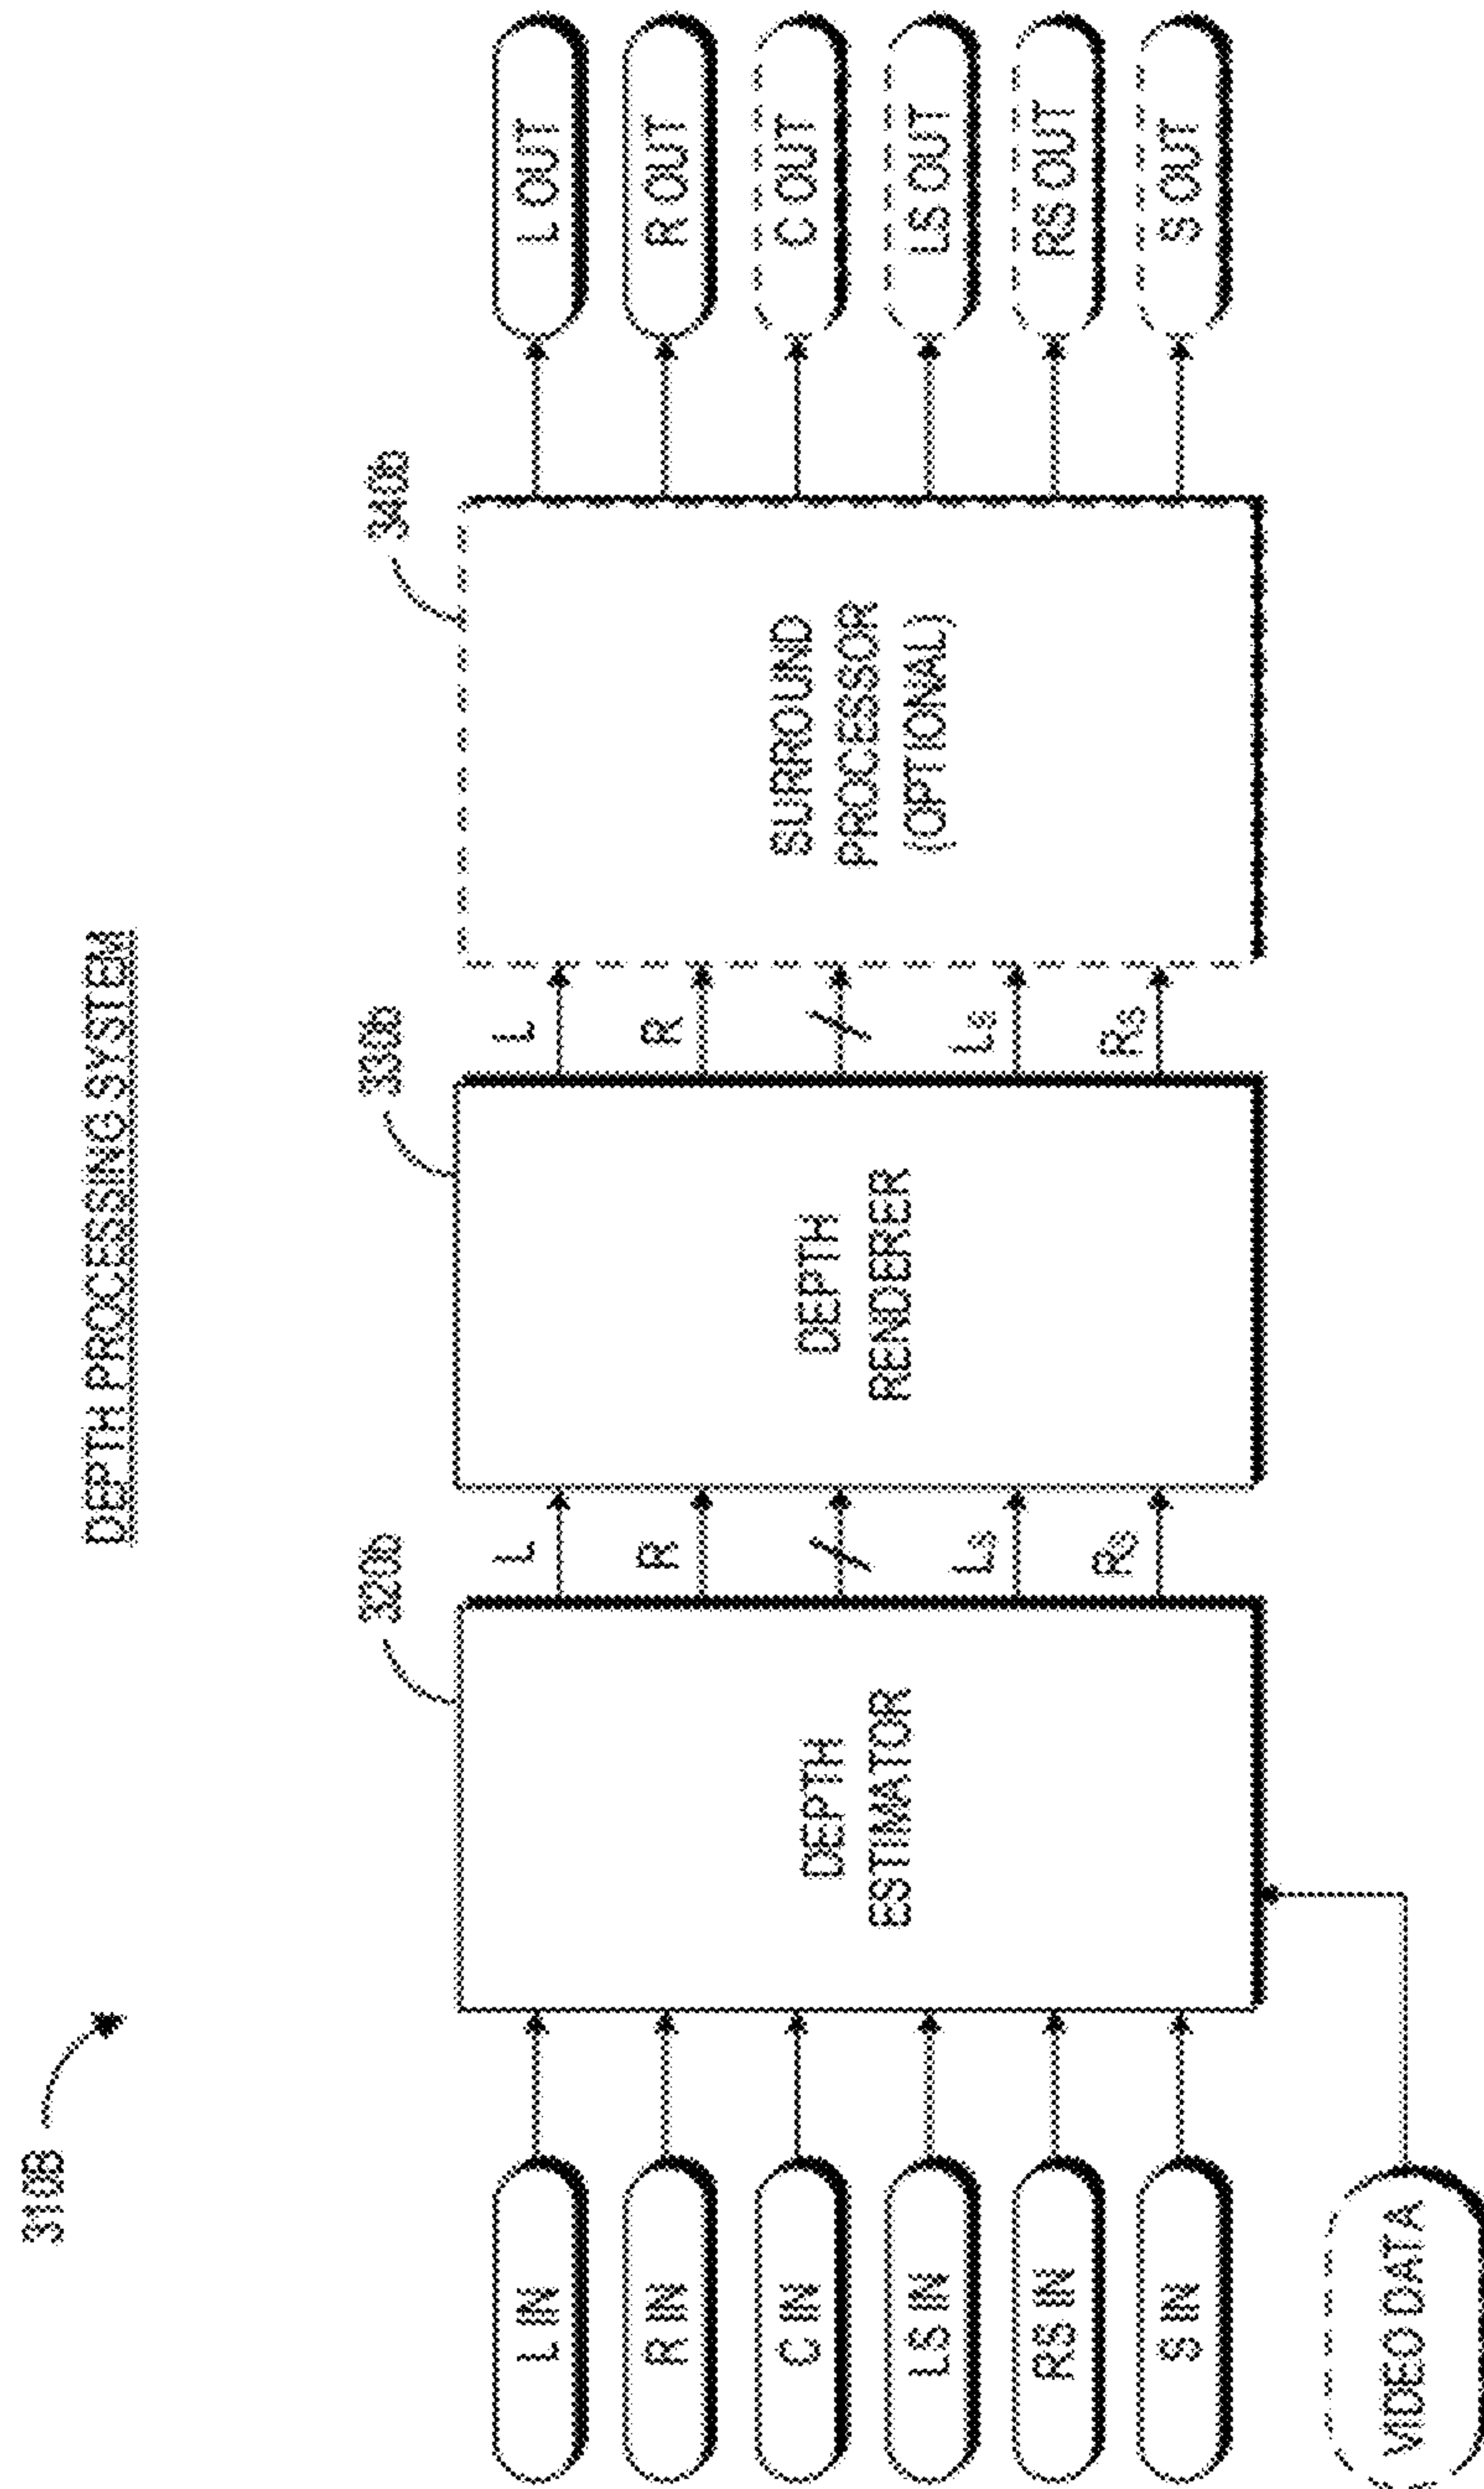 DEPTH PROCESSING SYSTEM
310B
320b
330b
340b
L IN
R IN
C IN
LS IN
RS IN
S IN
VIDEO DATA
DEPTH
ESTIMATOR
L
R
Ls
Rs
DEPTH
RENDERER
L
R
Ls
Rs
SURROUND
PROCESSOR
(OPTIONAL)
L OUT
R OUT
C OUT
LS OUT
RS OUT
S OUT